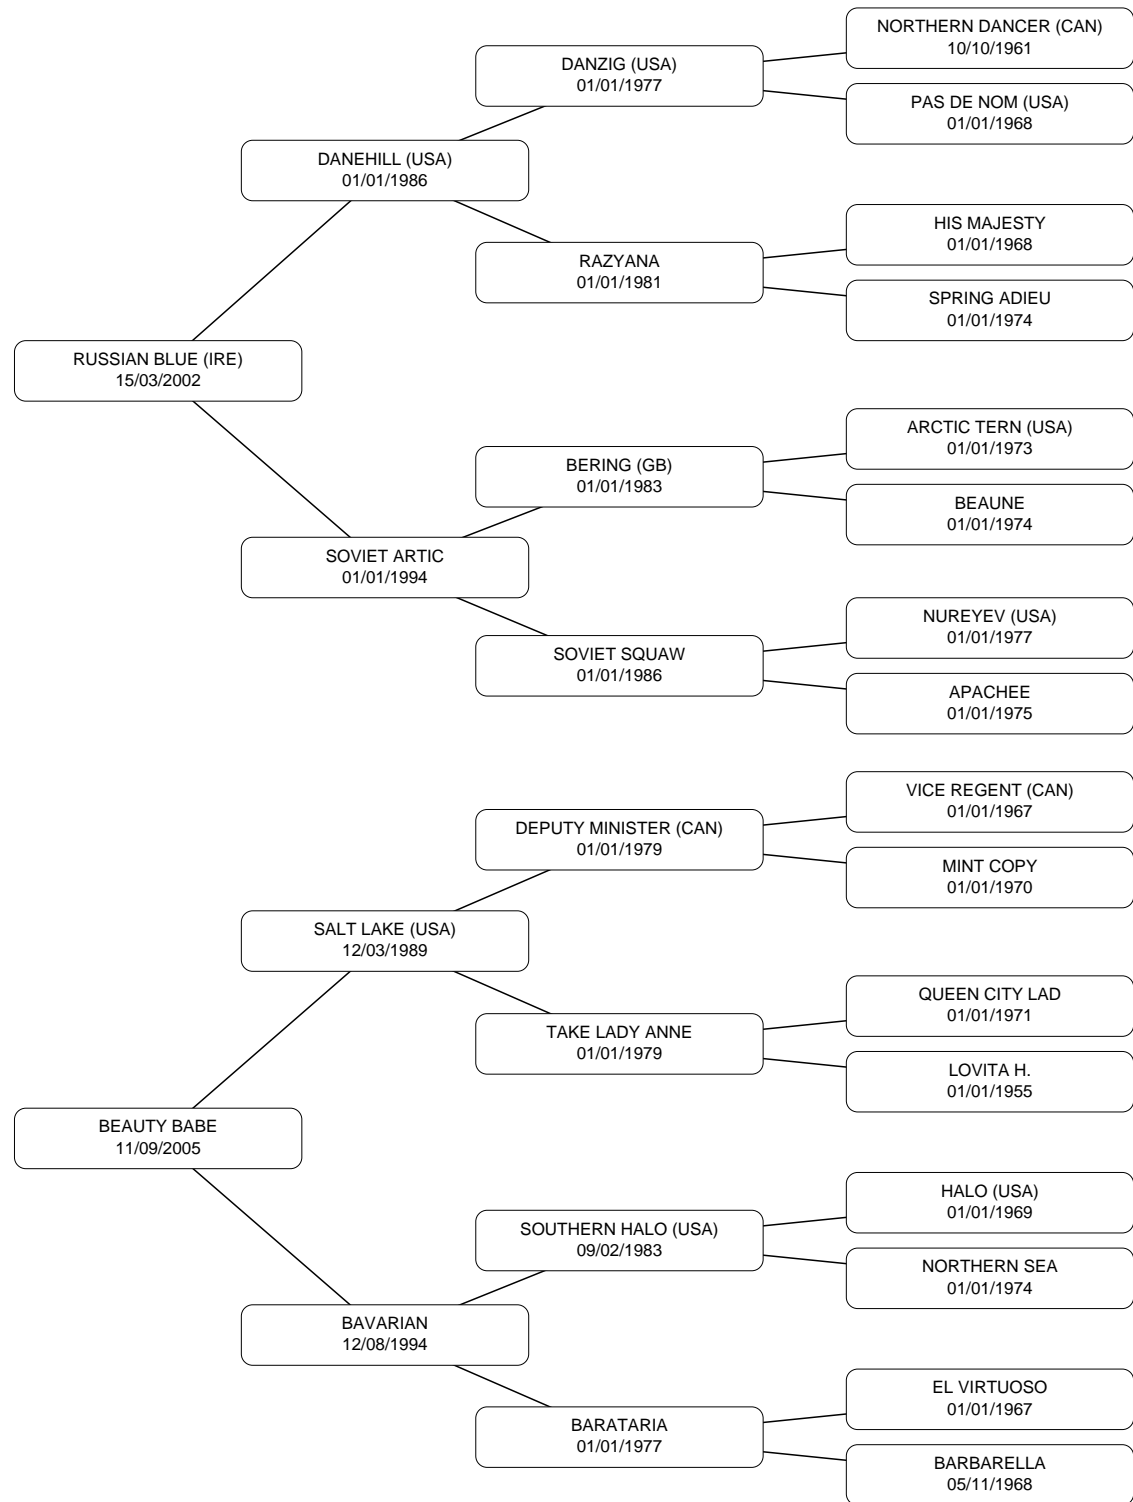 NORTHERN DANCER (CAN)
10/10/1961
DANZIG (USA)
01/01/1977
PAS DE NOM (USA)
01/01/1968
DANEHILL (USA)
01/01/1986
HIS MAJESTY
01/01/1968
RAZYANA
01/01/1981
SPRING ADIEU
01/01/1974
RUSSIAN BLUE (IRE)
15/03/2002
ARCTIC TERN (USA)
01/01/1973
BERING (GB)
01/01/1983
BEAUNE
01/01/1974
SOVIET ARTIC
01/01/1994
NUREYEV (USA)
01/01/1977
SOVIET SQUAW
01/01/1986
APACHEE
01/01/1975
VICE REGENT (CAN)
01/01/1967
DEPUTY MINISTER (CAN)
01/01/1979
MINT COPY
01/01/1970
SALT LAKE (USA)
12/03/1989
QUEEN CITY LAD
01/01/1971
TAKE LADY ANNE
01/01/1979
LOVITA H.
01/01/1955
BEAUTY BABE
11/09/2005
HALO (USA)
01/01/1969
SOUTHERN HALO (USA)
09/02/1983
NORTHERN SEA
01/01/1974
BAVARIAN
12/08/1994
EL VIRTUOSO
01/01/1967
BARATARIA
01/01/1977
BARBARELLA
05/11/1968